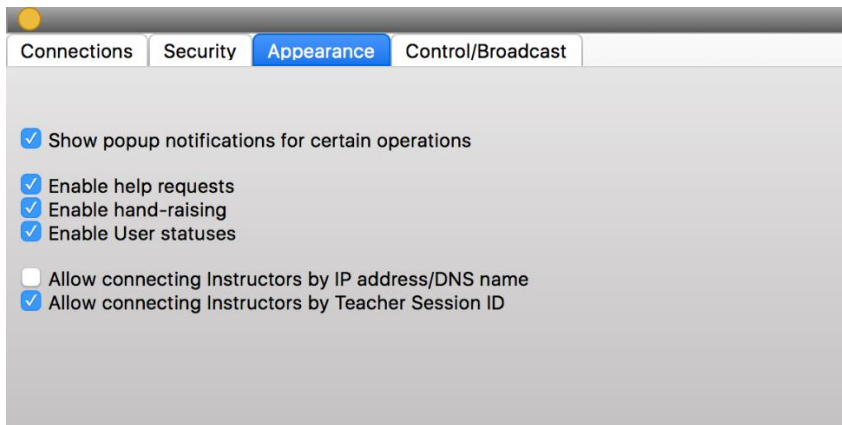 Connections Security Appearance Control/Broadcast
Show popup notifications for certain operations
Enable help requests
Enable hand-raising
Enable User statuses
Allow connecting Instructors by IP address/DNS name
Allow connecting Instructors by Teacher Session ID